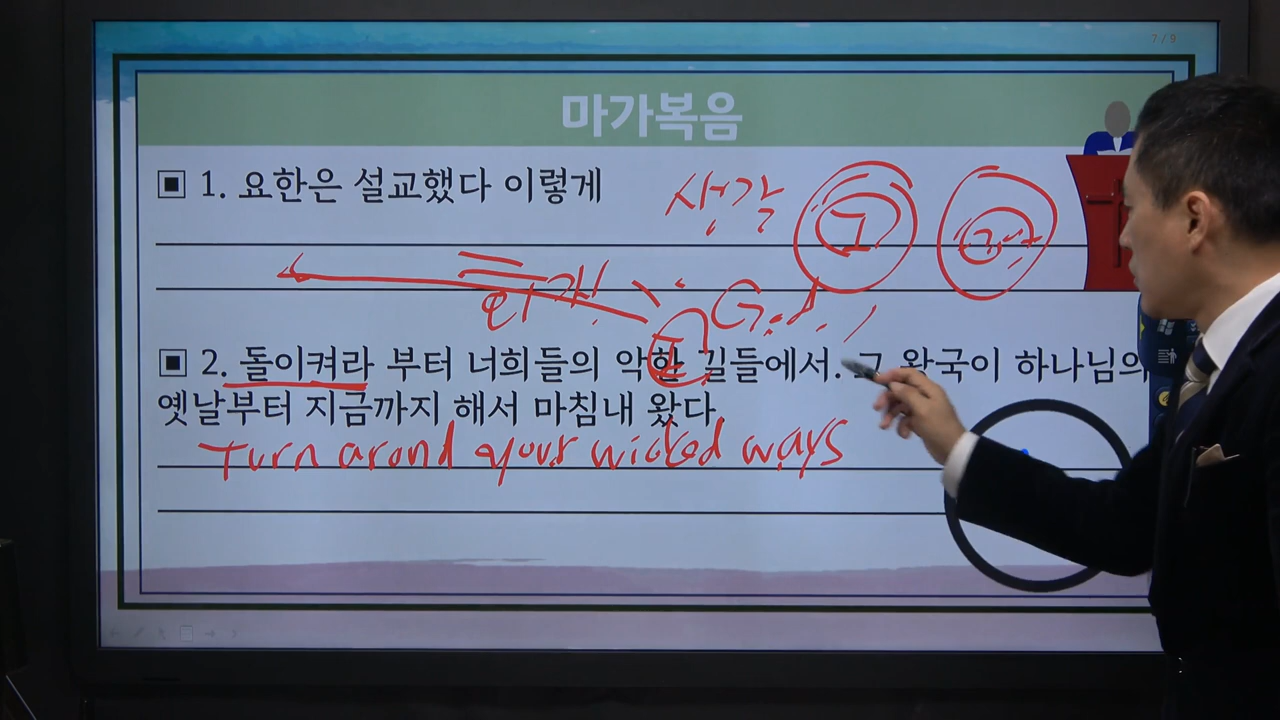 7 / 9
마가복음
▣ 1. 요한은 설교했다 이렇게
생각 I
회개! God!
▣ 2. 돌이켜라 부터 너희들의 악한 길들에서. 그 왕국이 하나님의
옛날부터 지금까지 해서 마침내 왔다
Turn arond your wicked ways